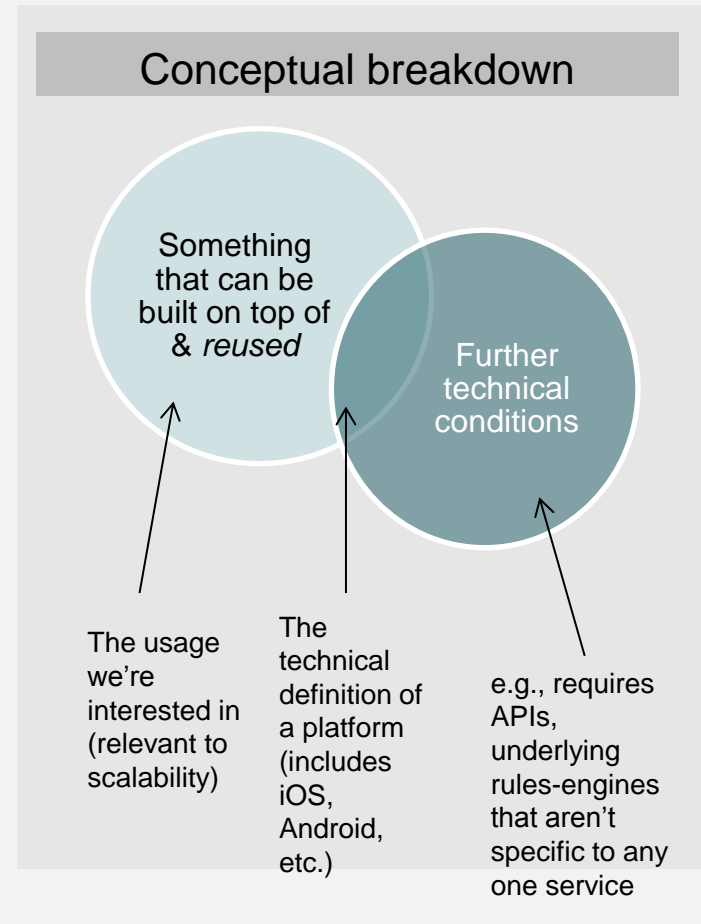 Conceptual breakdown
Something
that can be
built on top of
& reused
Further
technical
conditions
The usage
we're
interested in
(relevant to
scalability)
The
technical
definition of
a platform
(includes
iOS,
Android,
etc.)
e.g., requires
APIs,
underlying
rules-engines
that aren't
specific to any
one service